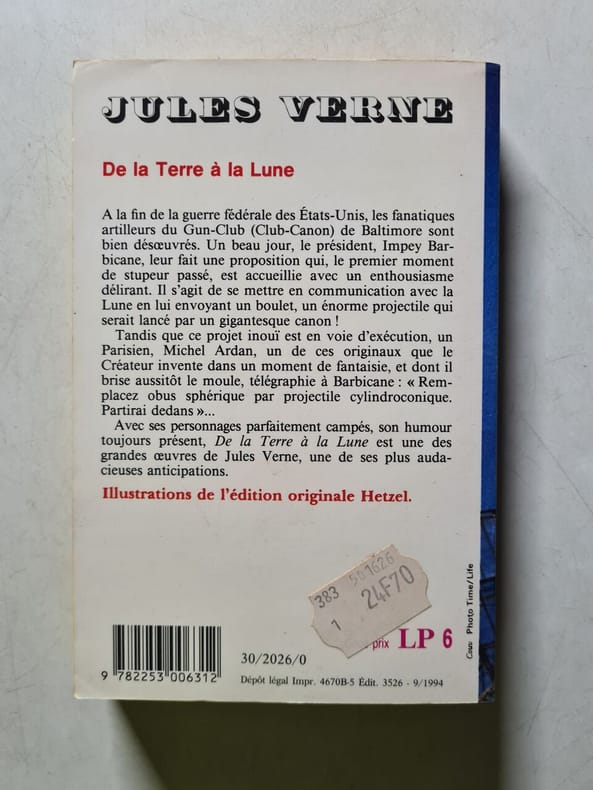 JULES VERNE
De la Terre à la Lune
A la fin de la guerre fédérale des États-Unis, les fanatiques
artilleurs du Gun-Club (Club-Canon) de Baltimore sont
bien désœuvrés. Un beau jour, le président, Impey Bar-
bicane, leur fait une proposition qui, le premier moment
de stupeur passé, est accueillie avec un enthousiasme
délirant. Il s'agit de se mettre en communication avec la
Lune en lui envoyant un boulet, un énorme projectile qui
serait lancé par un gigantesque canon !
Tandis que ce projet inouï est en voie d'exécution, un
Parisien, Michel Ardan, un de ces originaux que le
Créateur invente dans un moment de fantaisie, et dont il
brise aussitôt le moule, télégraphie à Barbicane : « Rem-
placez obus sphérique par projectile cylindroconique.
Partirai dedans »...
Avec ses personnages parfaitement campés, son humour
toujours présent, De la Terre à la Lune est une des
grandes œuvres de Jules Verne, une de ses plus auda-
cieuses anticipations.
Illustrations de l'édition originale Hetzel.
383 501626
1 24F70
prix LP 6
Photo Time/Life
30/2026/0
9 782253 006312
Dépôt légal Impr. 4670B-5 Édit. 3526 - 9/1994